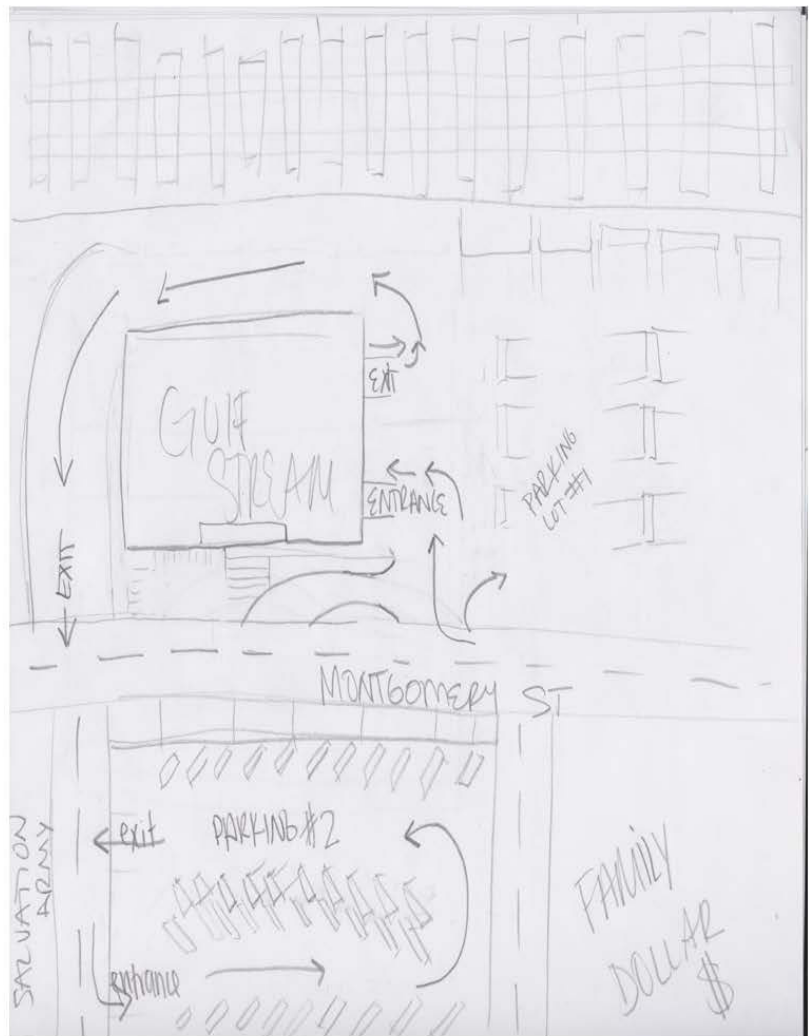 EXIT
GULF
STREAM
ENTRANCE
PARKING
LOT #1
EXIT
MONTGOMERY ST
exit
PARKING #2
entrance
SALVATION
ARMY
FAMILY
DOLLAR
$